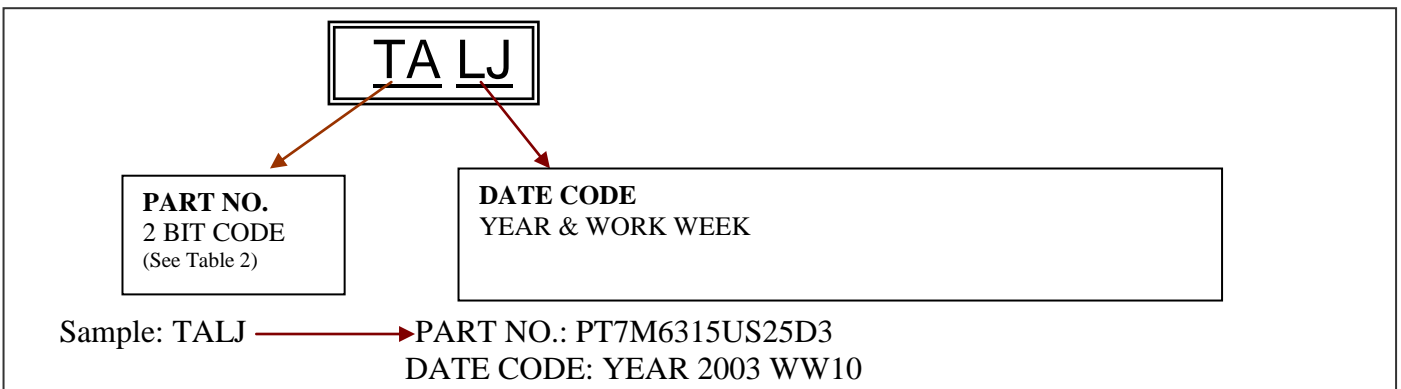 TA LJ
PART NO.
2 BIT CODE
(See Table 2)
DATE CODE
YEAR & WORK WEEK
Sample: TALJ PART NO.: PT7M6315US25D3
DATE CODE: YEAR 2003 WW10